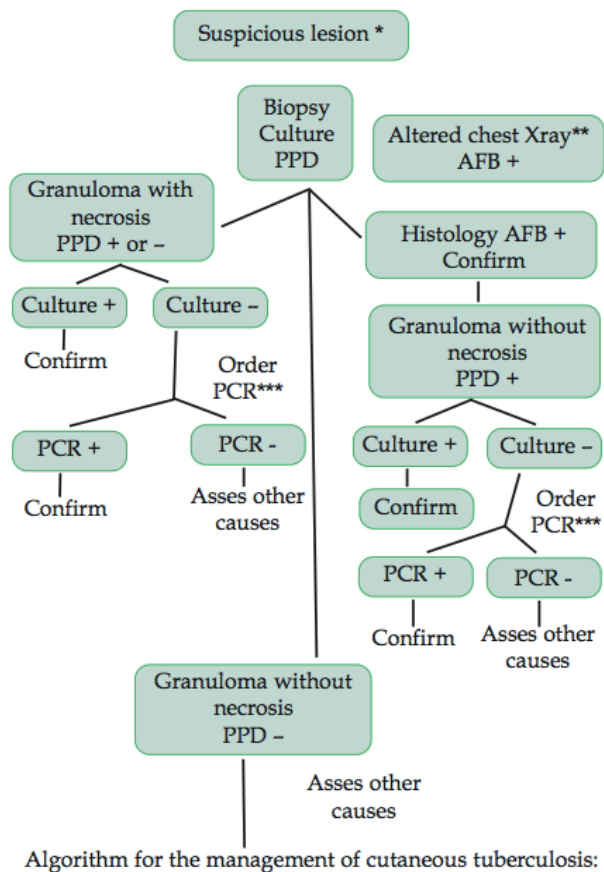 Suspicious lesion *
Biopsy
Culture
PPD
Altered chest Xray**
AFB +
Granuloma with
necrosis
PPD + or –
Histology AFB +
Confirm
Culture +
Culture –
Confirm
Order
PCR***
PCR +
PCR -
Confirm
Asses other
causes
Granuloma without
necrosis
PPD +
Culture +
Culture –
Confirm
Order
PCR***
PCR +
PCR -
Confirm
Asses other
causes
Granuloma without
necrosis
PPD –
Asses other
causes
Algorithm for the management of cutaneous tuberculosis: